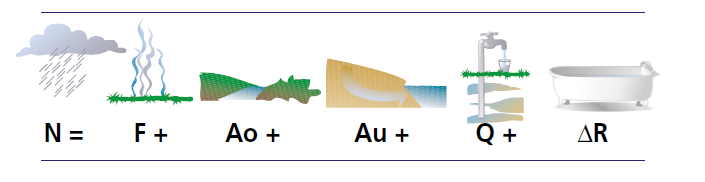 N = F + Ao + Au + Q + ΔR